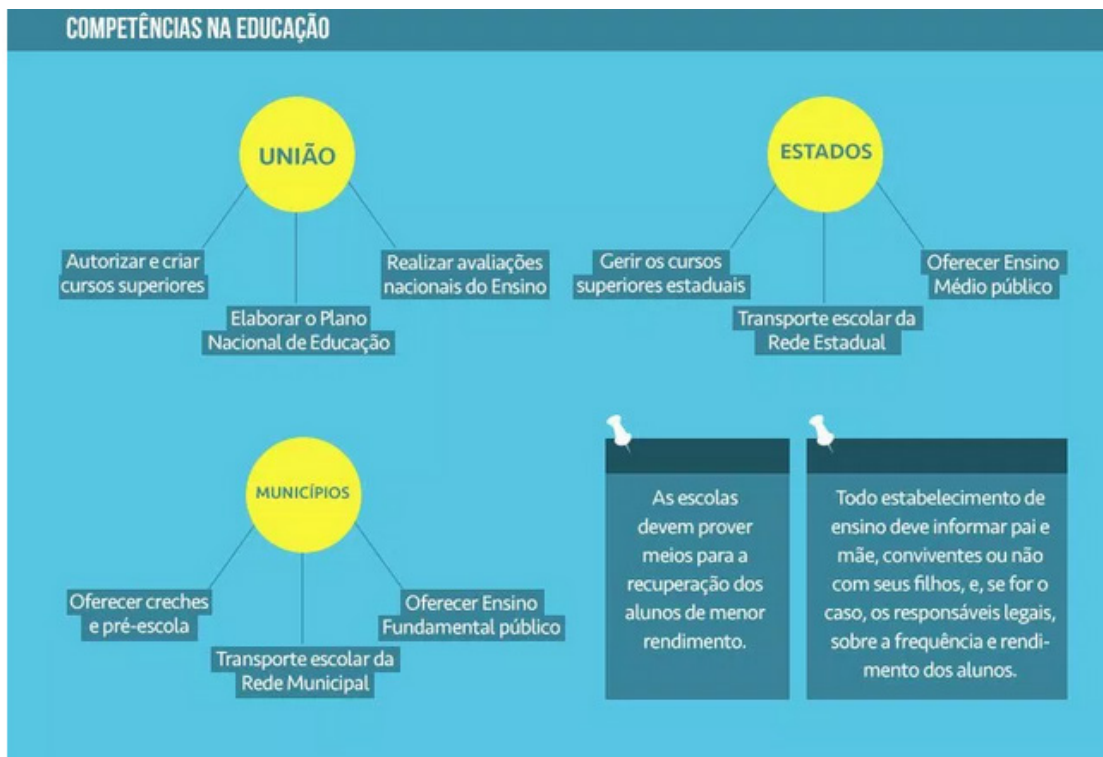 COMPETÊNCIAS NA EDUCAÇÃO
UNIÃO
Autorizar e criar
cursos superiores
Elaborar o Plano
Nacional de Educação
Realizar avaliações
nacionais do Ensino
ESTADOS
Gerir os cursos
superiores estaduais
Transporte escolar da
Rede Estadual
Oferecer Ensino
Médio público
MUNICÍPIOS
Oferecer creches
e pré-escola
Transporte escolar da
Rede Municipal
Oferecer Ensino
Fundamental público
As escolas
devem prover
meios para a
recuperação dos
alunos de menor
rendimento.
Todo estabelecimento de
ensino deve informar pai e
mãe, conviventes ou não
com seus filhos, e, se for o
caso, os responsáveis legais,
sobre a frequência e rendi-
mento dos alunos.